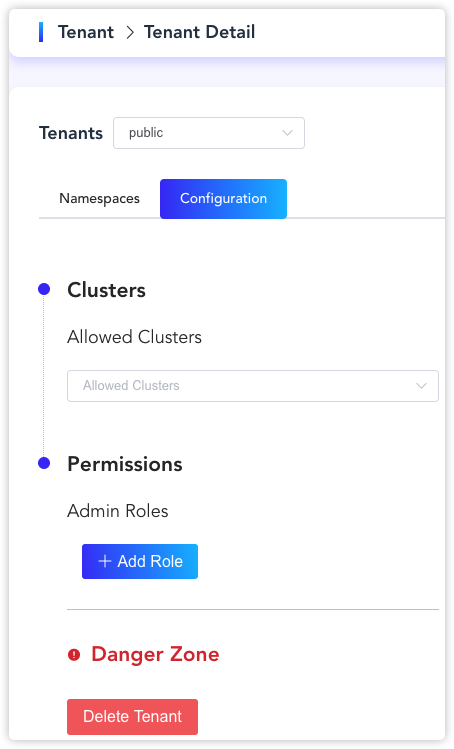 Tenant > Tenant Detail
Tenants public
Namespaces Configuration
Clusters
Allowed Clusters
Allowed Clusters
Permissions
Admin Roles
+ Add Role
Danger Zone
Delete Tenant